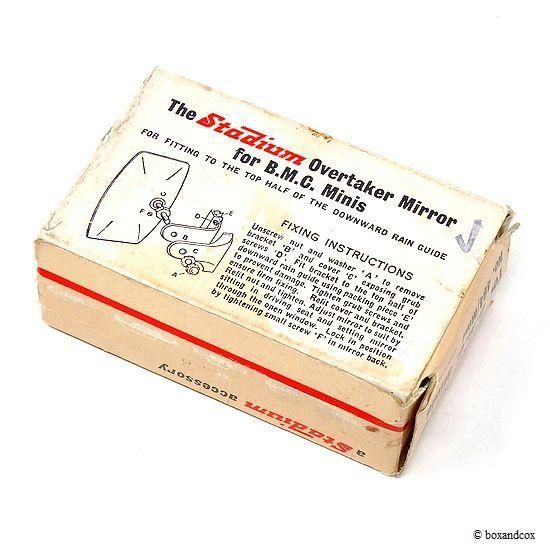 The Stadium Overtaker Mirror
for B.M.C. Minis
FOR FITTING TO THE TOP HALF OF THE DOWNWARD RAIN GUIDE
FIXING INSTRUCTIONS
Unscrew nut and washer 'A' to remove
bracket 'B' and cover 'C' exposing grub
screws 'D'. Fit bracket to the top half of
downward rain guide using packing piece 'E'
to prevent damage. Tighten grub screws and
ensure firm fixing. Refit cover and bracket.
Refit nut and tighten. Adjust mirror to suit by
sitting in driving seat and setting mirror
through the open window. Lock in position
by tightening small screw 'F' in mirror back.
G
F
D
E
B
C
A
a Stadium accessory
© boxandcox